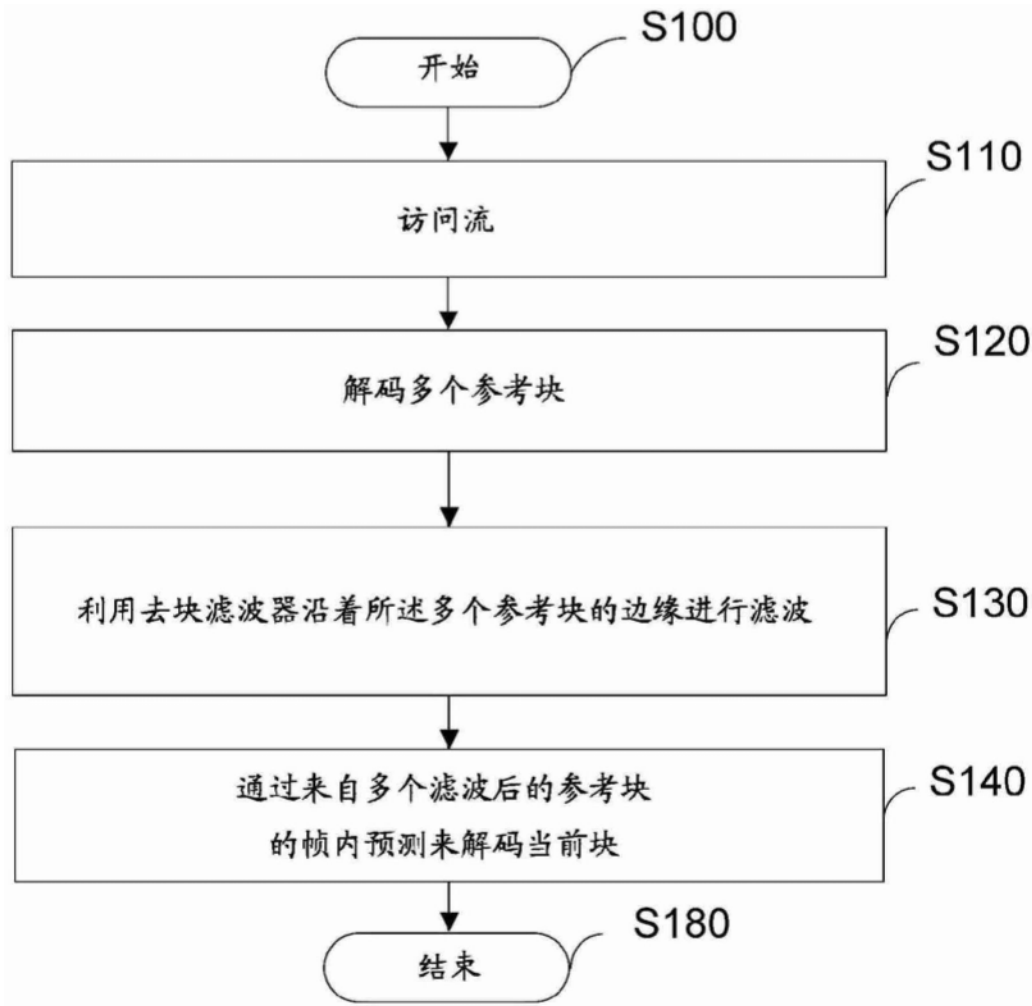 S100
开始
S110
访问流
S120
解码多个参考块
S130
利用去块滤波器沿着所述多个参考块的边缘进行滤波
S140
通过来自多个滤波后的参考块
的帧内预测来解码当前块
S180
结束